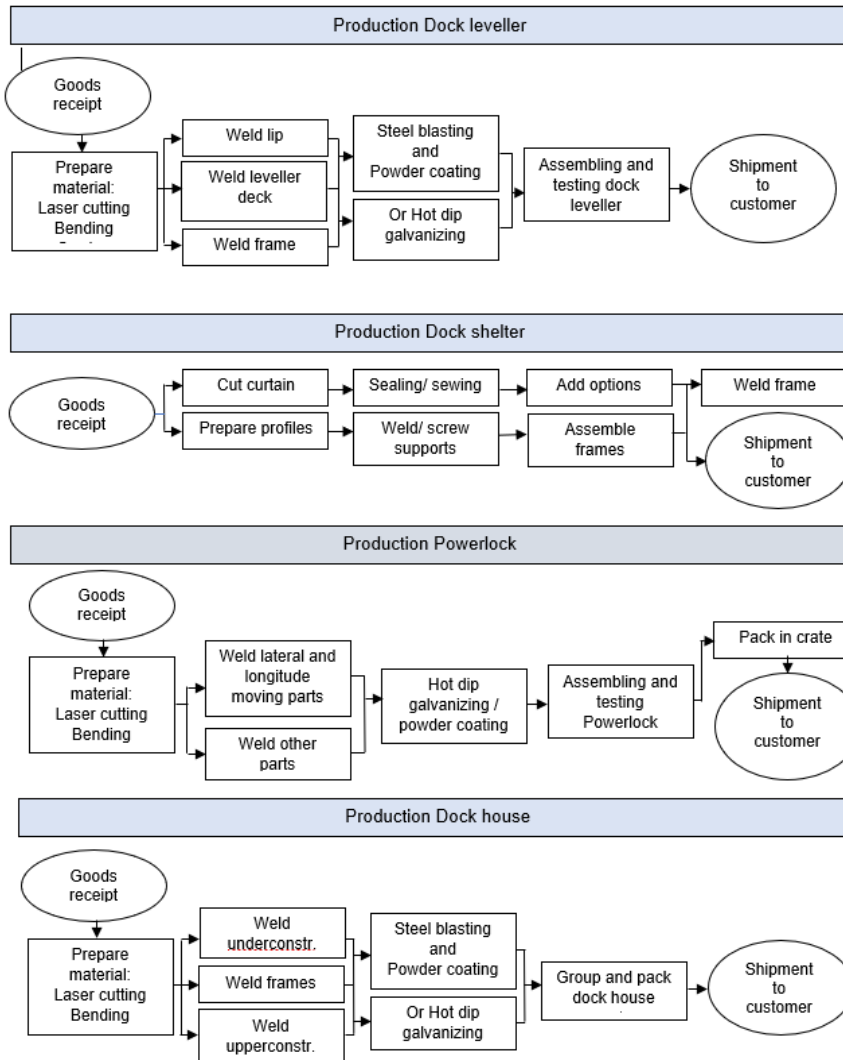 Production Dock leveller
Goods
receipt
Prepare
material:
Laser cutting
Bending
Weld lip
Weld leveller
deck
Weld frame
Steel blasting
and
Powder coating
Or Hot dip
galvanizing
Assembling and
testing dock
leveller
Shipment
to
customer
Production Dock shelter
Goods
receipt
Cut curtain
Prepare profiles
Sealing/ sewing
Weld/ screw
supports
Add options
Assemble
frames
Weld frame
Shipment
to
customer
Production Powerlock
Goods
receipt
Prepare
material:
Laser cutting
Bending
Weld lateral and
longitude
moving parts
Weld other
parts
Hot dip
galvanizing /
powder coating
Assembling and
testing
Powerlock
Pack in crate
Shipment
to
customer
Production Dock house
Goods
receipt
Prepare
material:
Laser cutting
Bending
Weld
underconstr.
Weld frames
Weld
upperconstr.
Steel blasting
and
Powder coating
Or Hot dip
galvanizing
Group and pack
dock house
Shipment
to
customer